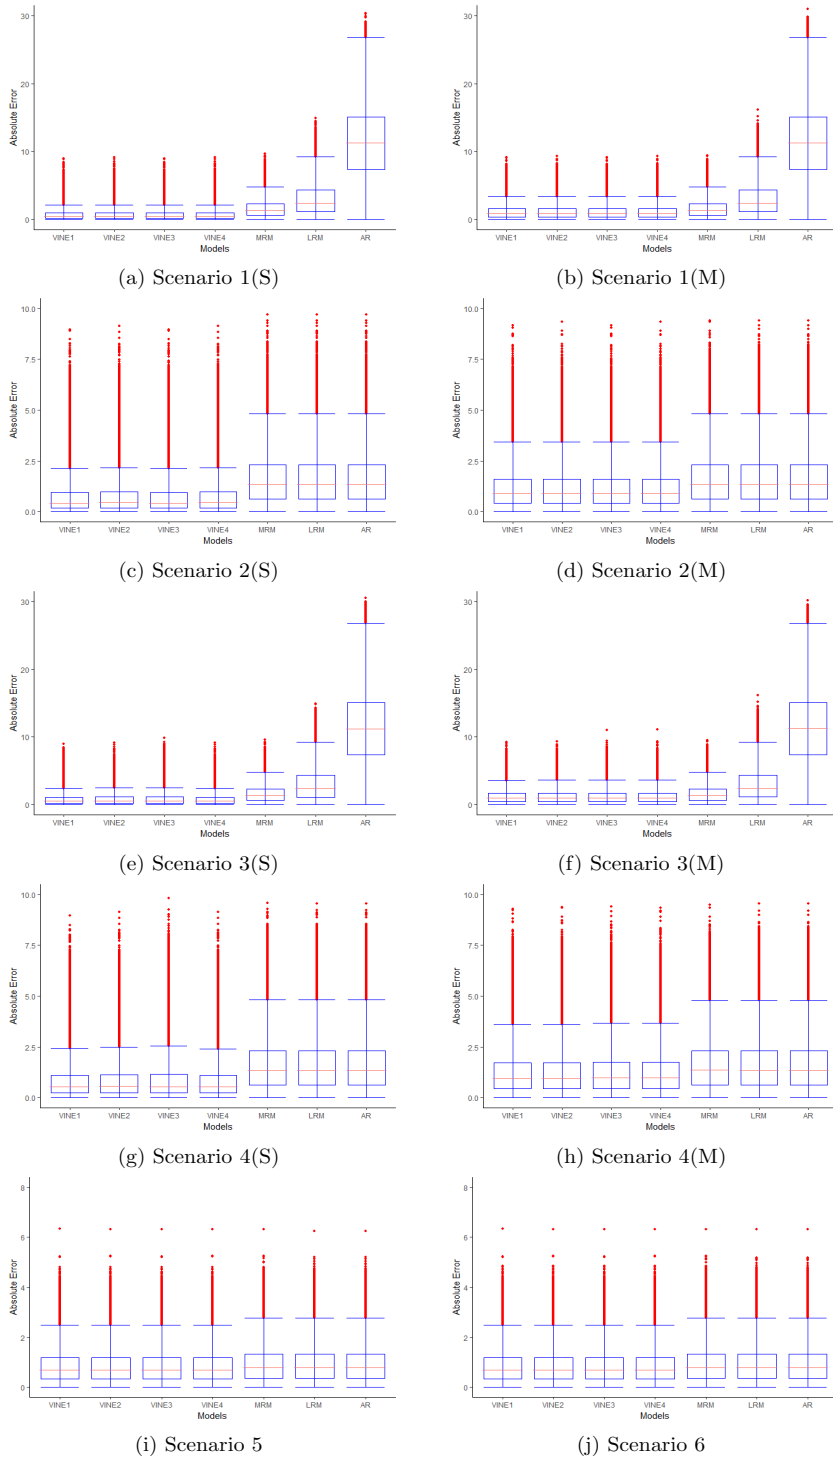 30
20
10
0
Absolute Error
VINE1 VINE2 VINE3 VINE4 MRM LRM AR
Models
(a) Scenario 1(S)
30
20
10
0
Absolute Error
VINE1 VINE2 VINE3 VINE4 MRM LRM AR
Models
(b) Scenario 1(M)
10.0
7.5
5.0
2.5
0.0
Absolute Error
VINE1 VINE2 VINE3 VINE4 MRM LRM AR
Models
(c) Scenario 2(S)
10.0
7.5
5.0
2.5
0.0
Absolute Error
VINE1 VINE2 VINE3 VINE4 MRM LRM AR
Models
(d) Scenario 2(M)
30
20
10
0
Absolute Error
VINE1 VINE2 VINE3 VINE4 MRM LRM AR
Models
(e) Scenario 3(S)
30
20
10
0
Absolute Error
VINE1 VINE2 VINE3 VINE4 MRM LRM AR
Models
(f) Scenario 3(M)
10.0
7.5
5.0
2.5
0.0
Absolute Error
VINE1 VINE2 VINE3 VINE4 MRM LRM AR
Models
(g) Scenario 4(S)
10.0
7.5
5.0
2.5
0.0
Absolute Error
VINE1 VINE2 VINE3 VINE4 MRM LRM AR
Models
(h) Scenario 4(M)
8
6
4
2
0
Absolute Error
VINE1 VINE2 VINE3 VINE4 MRM LRM AR
Models
(i) Scenario 5
8
6
4
2
0
Absolute Error
VINE1 VINE2 VINE3 VINE4 MRM LRM AR
Models
(j) Scenario 6